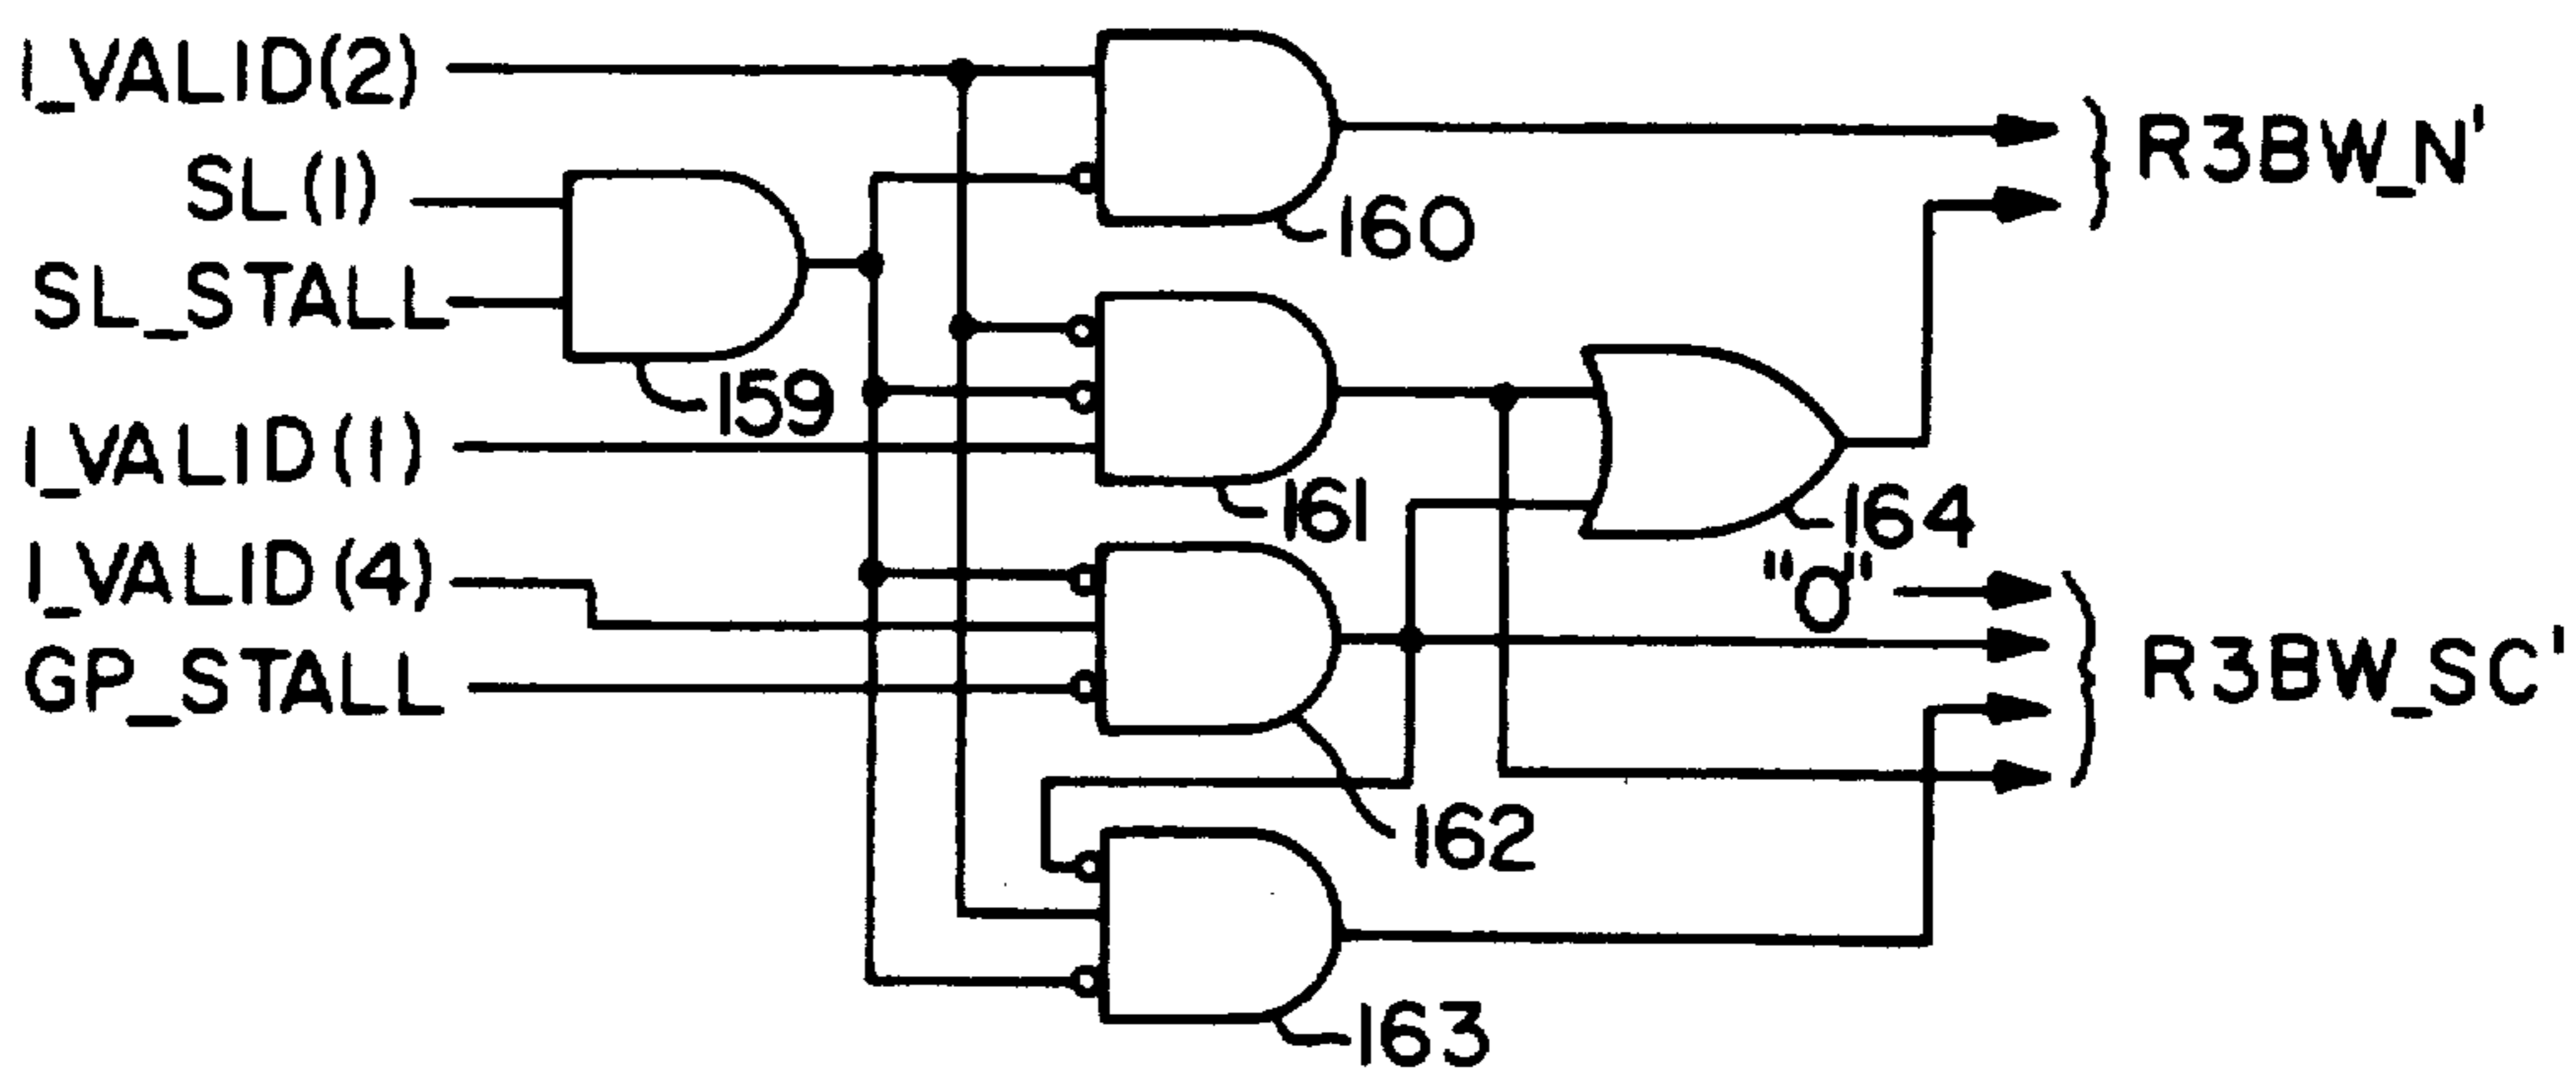 I_VALID(2)
SL(1)
SL_STALL
I_VALID(1)
I_VALID(4)
GP_STALL
159
160
161
162
163
164
"0"
R3BW_N'
R3BW_SC'